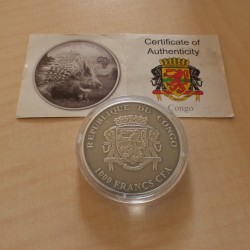 Certificate of
Authenticity
Congo
REPUBLIQUE DU CONGO
1000 FRANCS CFA